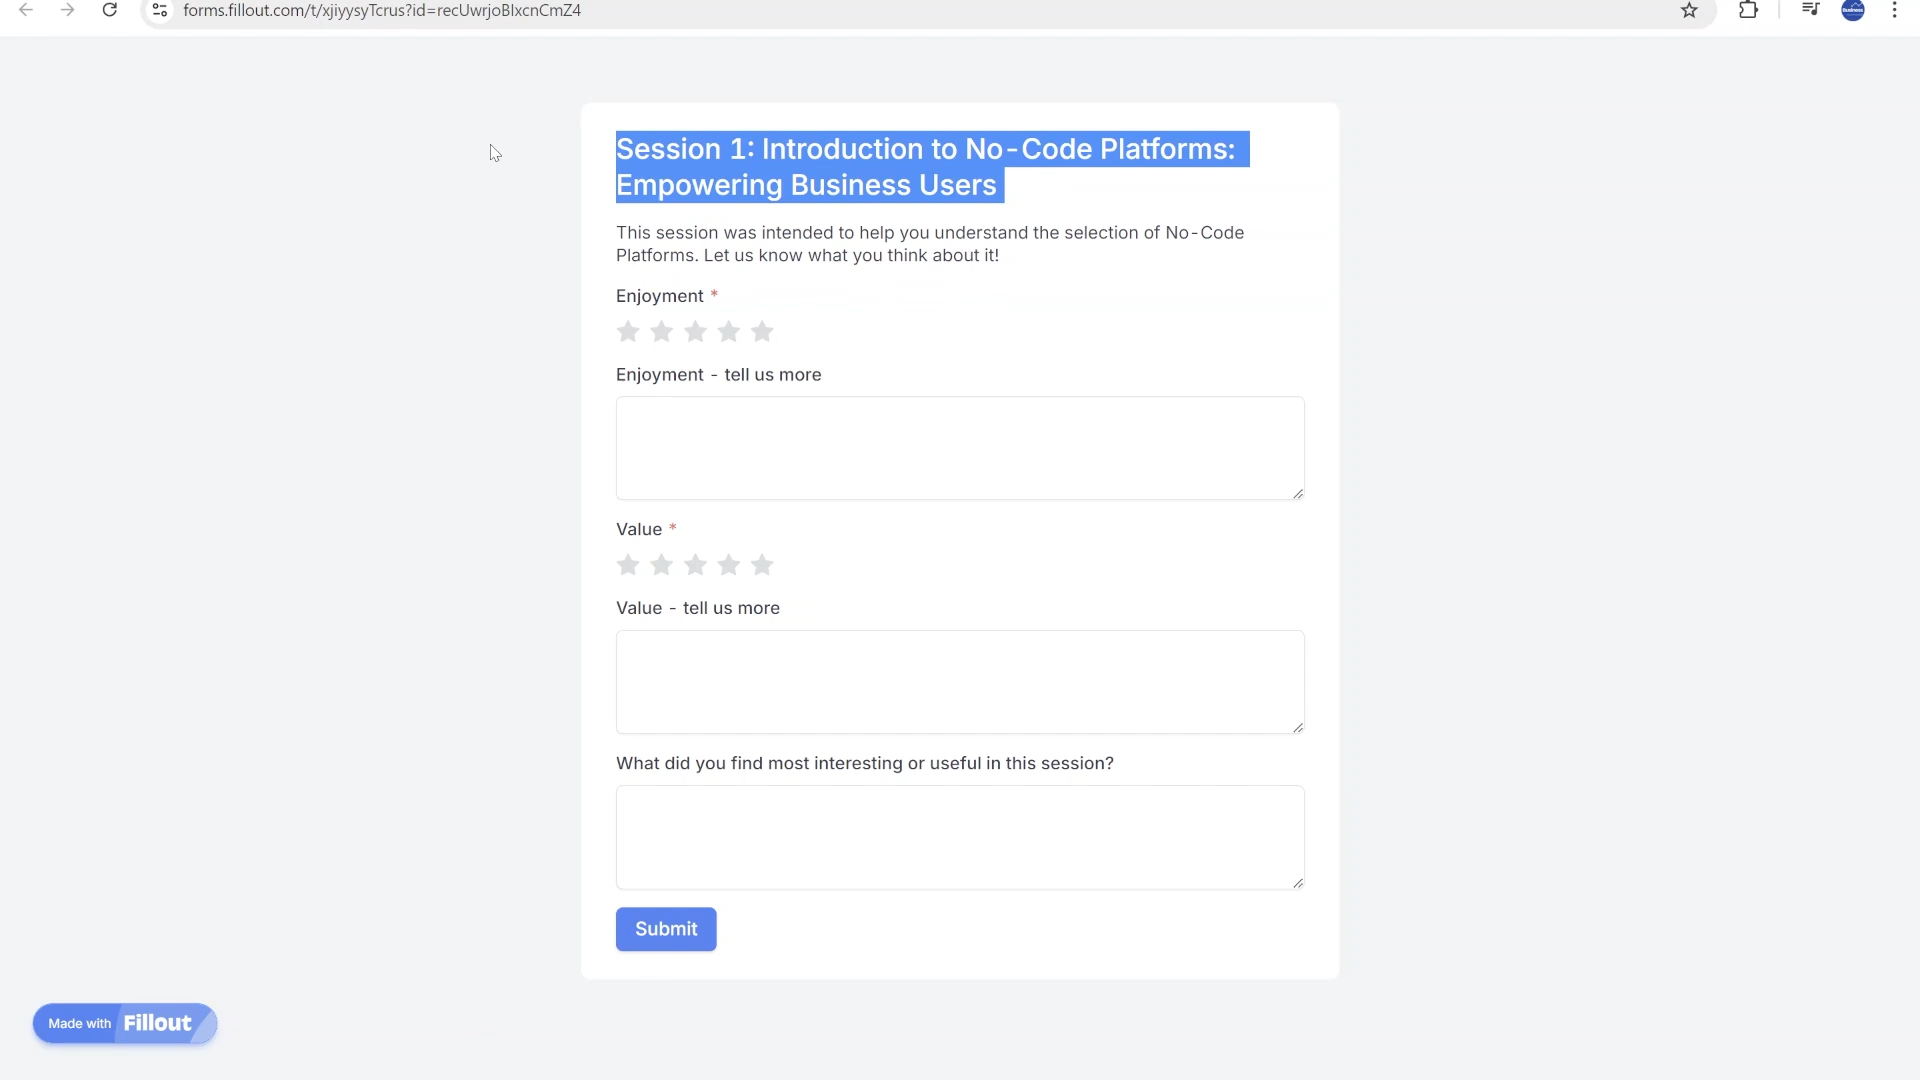 forms.fillout.com/t/xjiyysyTcrus?id=recUwrjoBIxcnCmZ4
Session 1: Introduction to No-Code Platforms:
Empowering Business Users
This session was intended to help you understand the selection of No-Code
Platforms. Let us know what you think about it!
Enjoyment *
Enjoyment - tell us more
Value *
Value - tell us more
What did you find most interesting or useful in this session?
Submit
Made with Fillout